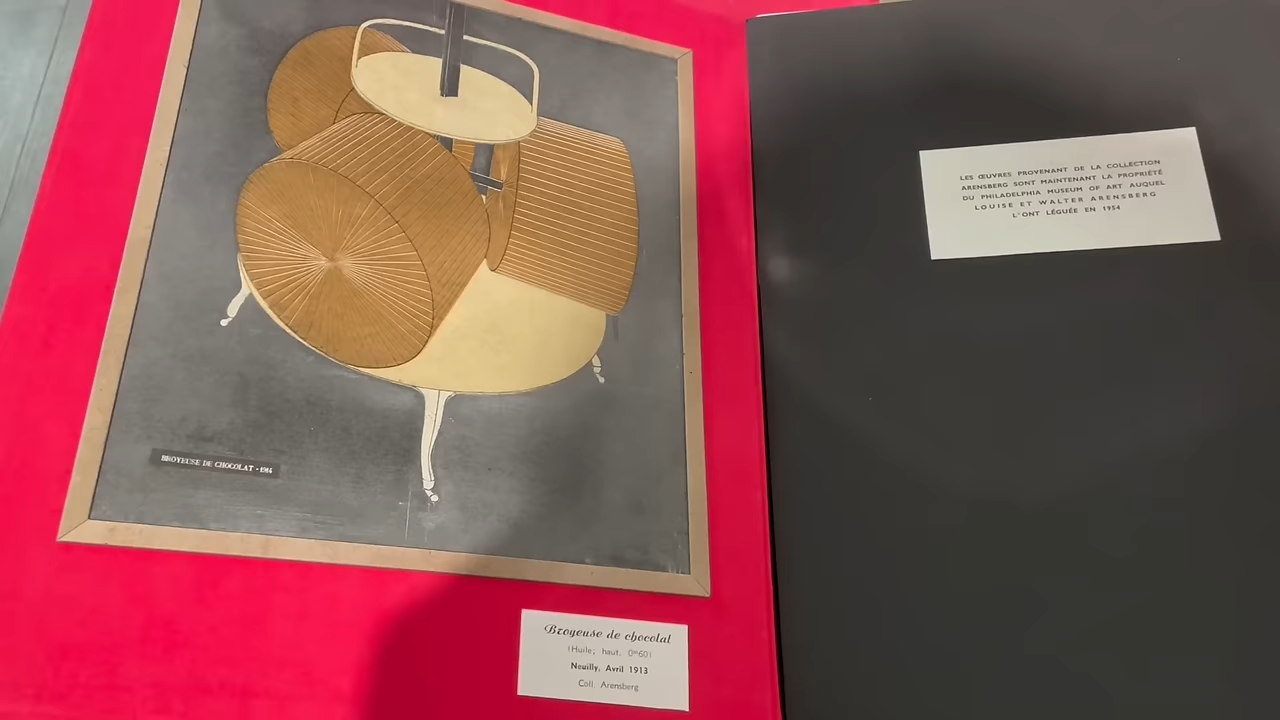 BROYEUSE DE CHOCOLAT - 1914
Broyeuse de chocolat
(Huile; haut. 0ᵐ60)
Neuilly, Avril 1913
Coll. Arensberg
LES ŒUVRES PROVENANT DE LA COLLECTION
ARENSBERG SONT MAINTENANT LA PROPRIÉTÉ
DU PHILADELPHIA MUSEUM OF ART AUQUEL
LOUISE ET WALTER ARENSBERG
L'ONT LÉGUÉE EN 1954